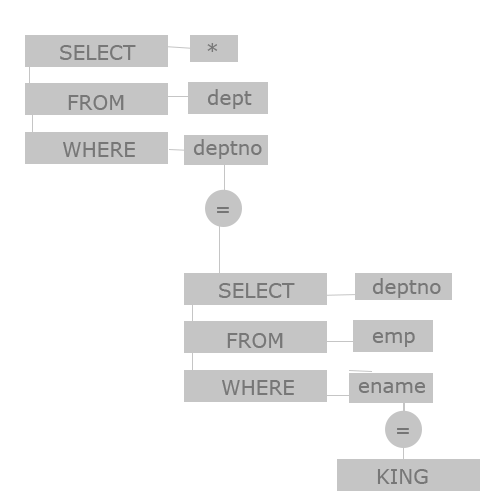 SELECT *
FROM dept
WHERE deptno
=
SELECT deptno
FROM emp
WHERE ename
=
KING